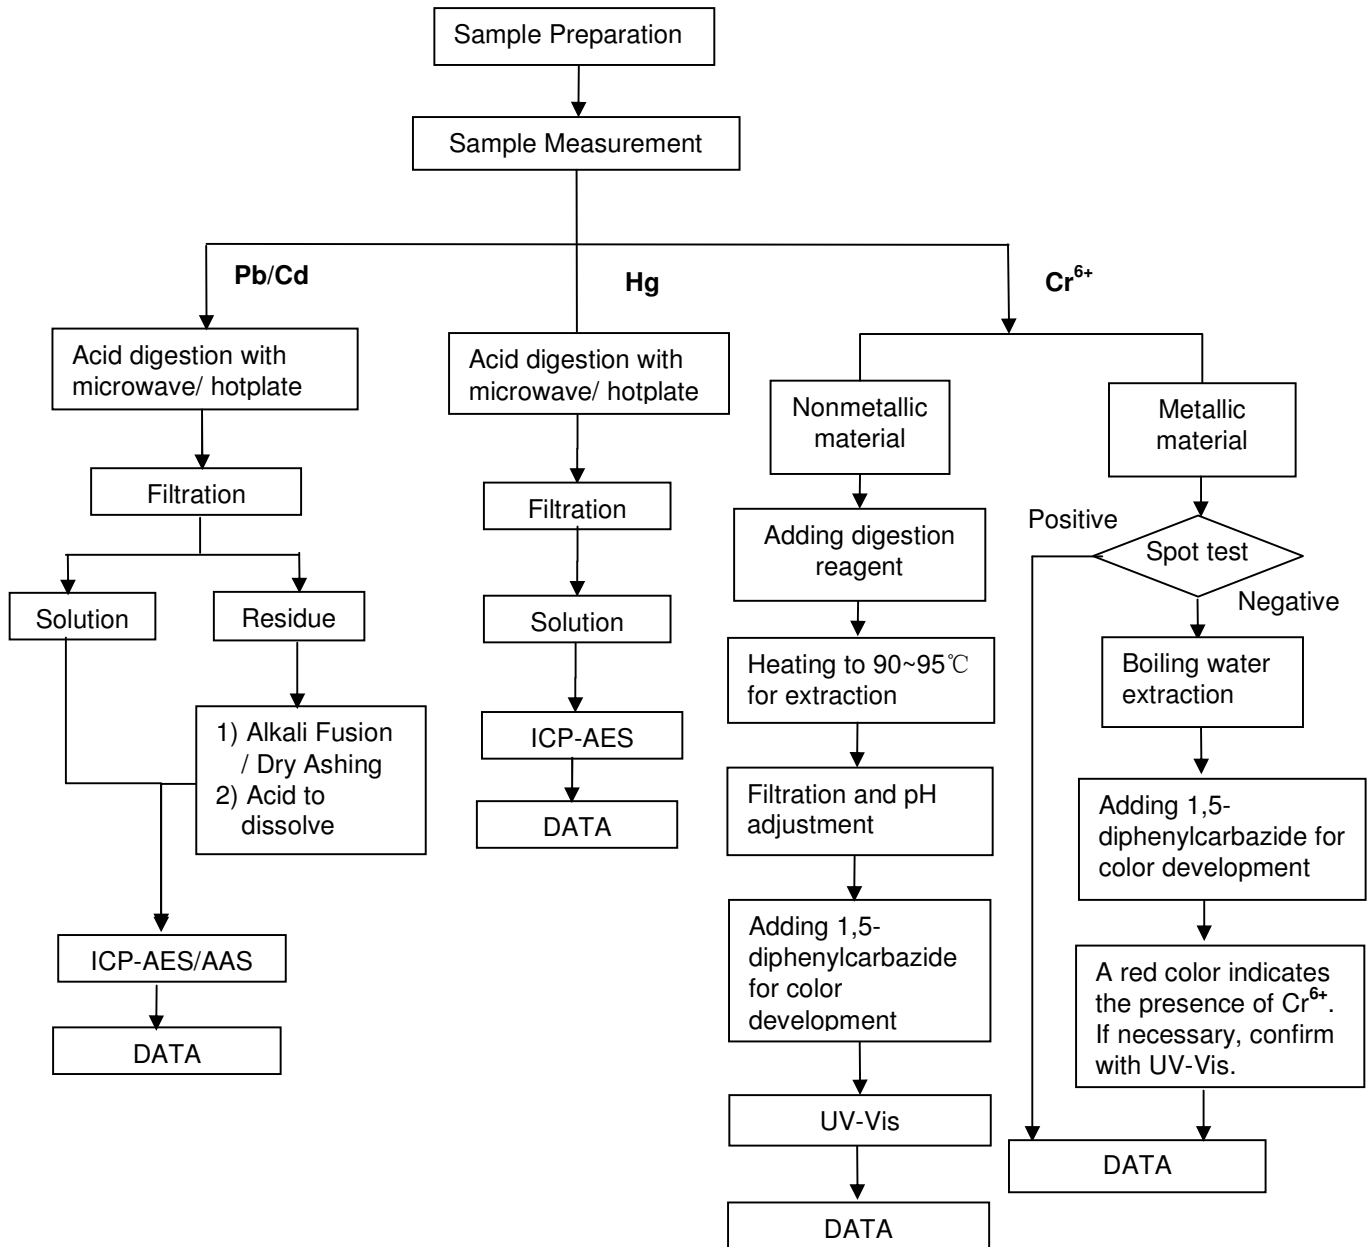 Sample Preparation
Sample Measurement
Pb/Cd
Hg
Cr⁶⁺
Acid digestion with
microwave/ hotplate
Filtration
Solution
Residue
1) Alkali Fusion
/ Dry Ashing
2) Acid to
dissolve
ICP-AES/AAS
DATA
Acid digestion with
microwave/ hotplate
Filtration
Solution
ICP-AES
DATA
Nonmetallic
material
Adding digestion
reagent
Heating to 90~95℃
for extraction
Filtration and pH
adjustment
Adding 1,5-
diphenylcarbazide
for color
development
UV-Vis
DATA
Metallic
material
Positive
Spot test
Negative
Boiling water
extraction
Adding 1,5-
diphenylcarbazide for
color development
A red color indicates
the presence of Cr⁶⁺.
If necessary, confirm
with UV-Vis.
DATA